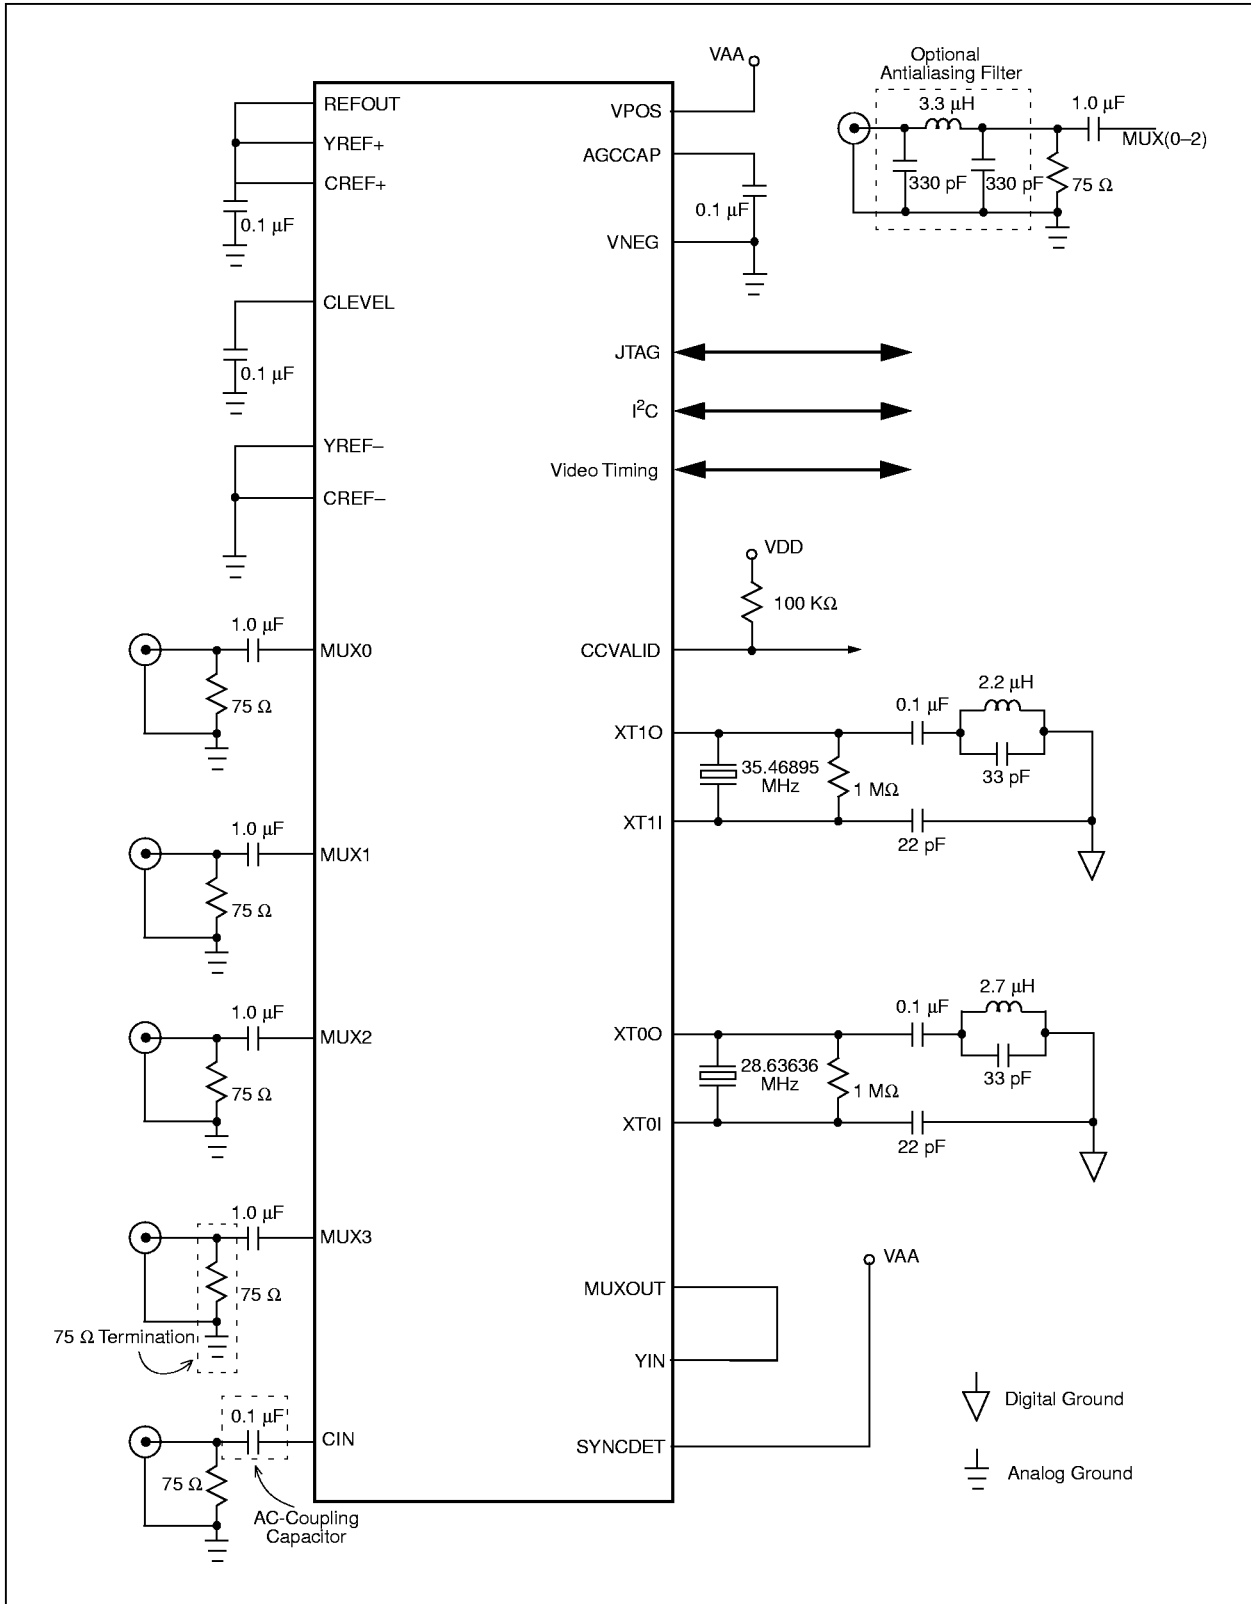 VAA
Optional
Antialiasing Filter
REFOUT
VPOS
3.3 µH
1.0 µF
MUX(0–2)
YREF+
AGCCAP
CREF+
330 pF
330 pF
75 Ω
0.1 µF
0.1 µF
VNEG
CLEVEL
JTAG
0.1 µF
I²C
YREF–
Video Timing
CREF–
VDD
100 KΩ
1.0 µF
MUX0
CCVALID
75 Ω
2.2 µH
0.1 µF
XT1O
35.46895
MHz
33 pF
1 MΩ
XT1I
22 pF
1.0 µF
MUX1
75 Ω
2.7 µH
0.1 µF
1.0 µF
MUX2
XT0O
28.63636
MHz
33 pF
75 Ω
1 MΩ
XT0I
22 pF
1.0 µF
MUX3
VAA
75 Ω
MUXOUT
75 Ω Termination
YIN
Digital Ground
0.1 µF
CIN
SYNCDET
75 Ω
Analog Ground
AC-Coupling
Capacitor